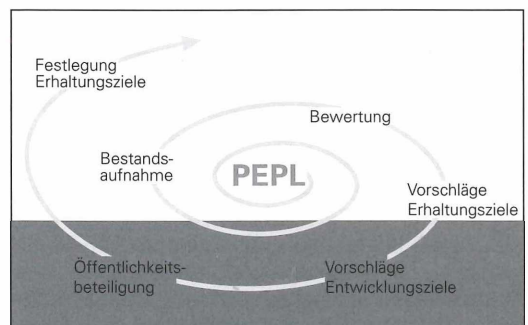 Festlegung
Erhaltungsziele
Bewertung
Bestands-
aufnahme
PEPL
Vorschläge
Erhaltungsziele
Öffentlichkeits-
beteiligung
Vorschläge
Entwicklungsziele